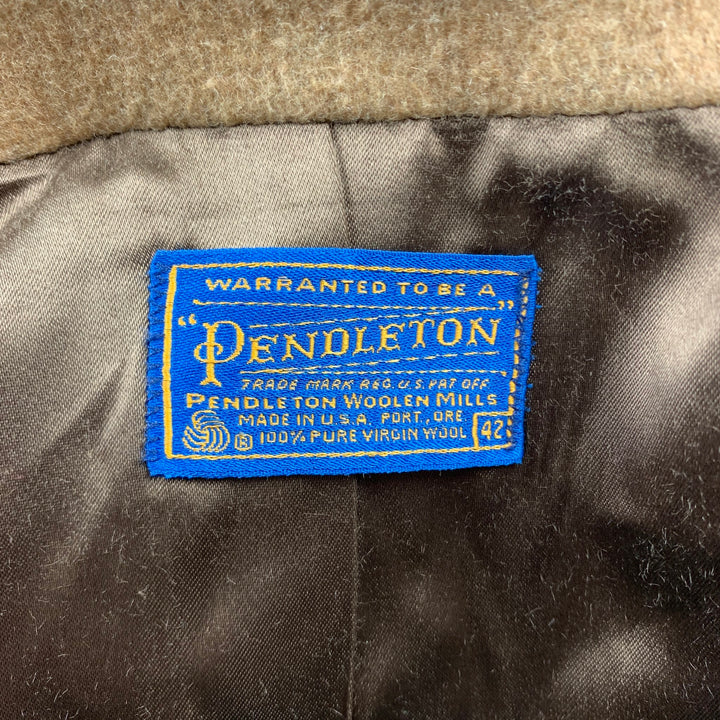 WARRANTED TO BE A
"PENDLETON"
TRADE MARK REG. U.S. PAT OFF
PENDLETON WOOLEN MILLS
MADE IN U.S.A. PORT., ORE
® 100% PURE VIRGIN WOOL 42